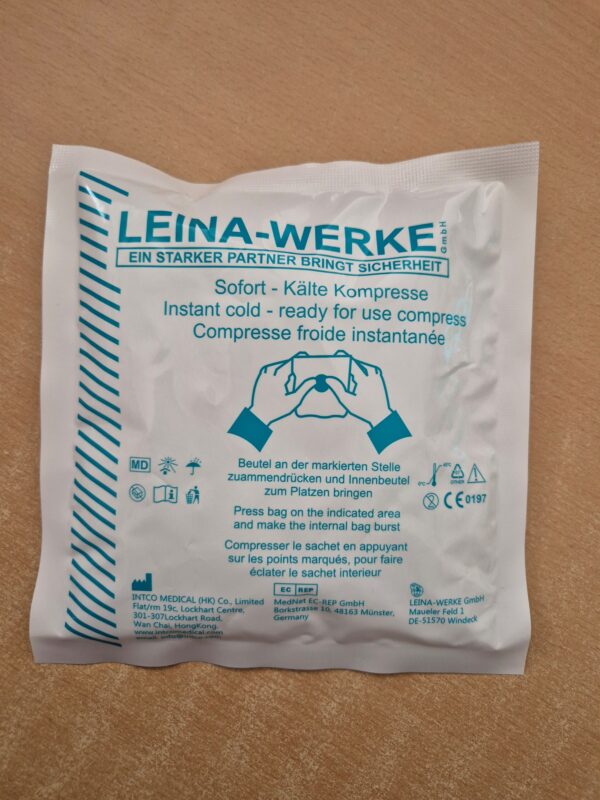 LEINA-WERKE GmbH
EIN STARKER PARTNER BRINGT SICHERHEIT
Sofort - Kälte Kompresse
Instant cold - ready for use compress
Compresse froide instantanée
MD
0°C
CE 0197
Beutel an der markierten Stelle
zuammendrücken und Innenbeutel
zum Platzen bringen
Press bag on the indicated area
and make the internal bag burst
Compresser le sachet en appuyant
sur les points marqués, pour faire
éclater le sachet interieur
INTCO MEDICAL (HK) Co., Limited
Flat/rm 19c, Lockhart Centre,
301-307Lockhart Road,
Wan Chai, HongKong
www.intcomedical.com
EC REP
MedNet EC-REP GmbH
Borkstrasse 10, 48163 Münster,
Germany
LEINA-WERKE GmbH
Maueler Feld 1
DE-51570 Windeck